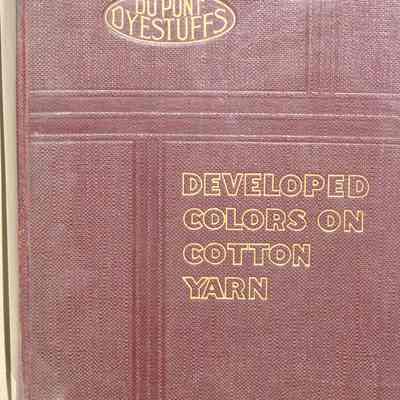 DU PONT
DYESTUFFS
DEVELOPED
COLORS ON
COTTON
YARN